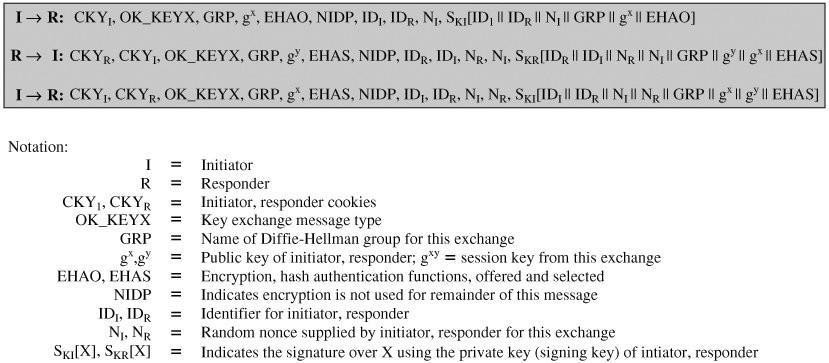 I → R: CKY_I, OK_KEYX, GRP, g^x, EHAO, NIDP, ID_I, ID_R, N_I, S_KI[ID_I || ID_R || N_I || GRP || g^x || EHAO]
R → I: CKY_R, CKY_I, OK_KEYX, GRP, g^y, EHAS, NIDP, ID_R, ID_I, N_R, N_I, S_KR[ID_R || ID_I || N_R || N_I || GRP || g^y || g^x || EHAS]
I → R: CKY_I, CKY_R, OK_KEYX, GRP, g^x, EHAS, NIDP, ID_I, ID_R, N_I, N_R, S_KI[ID_I || ID_R || N_I || N_R || GRP || g^x || g^y || EHAS]
Notation:
I = Initiator
R = Responder
CKY_I, CKY_R = Initiator, responder cookies
OK_KEYX = Key exchange message type
GRP = Name of Diffie-Hellman group for this exchange
g^x,g^y = Public key of initiator, responder; g^xy = session key from this exchange
EHAO, EHAS = Encryption, hash authentication functions, offered and selected
NIDP = Indicates encryption is not used for remainder of this message
ID_I, ID_R = Identifier for initiator, responder
N_I, N_R = Random nonce supplied by initiator, responder for this exchange
S_KI[X], S_KR[X] = Indicates the signature over X using the private key (signing key) of intiator, responder